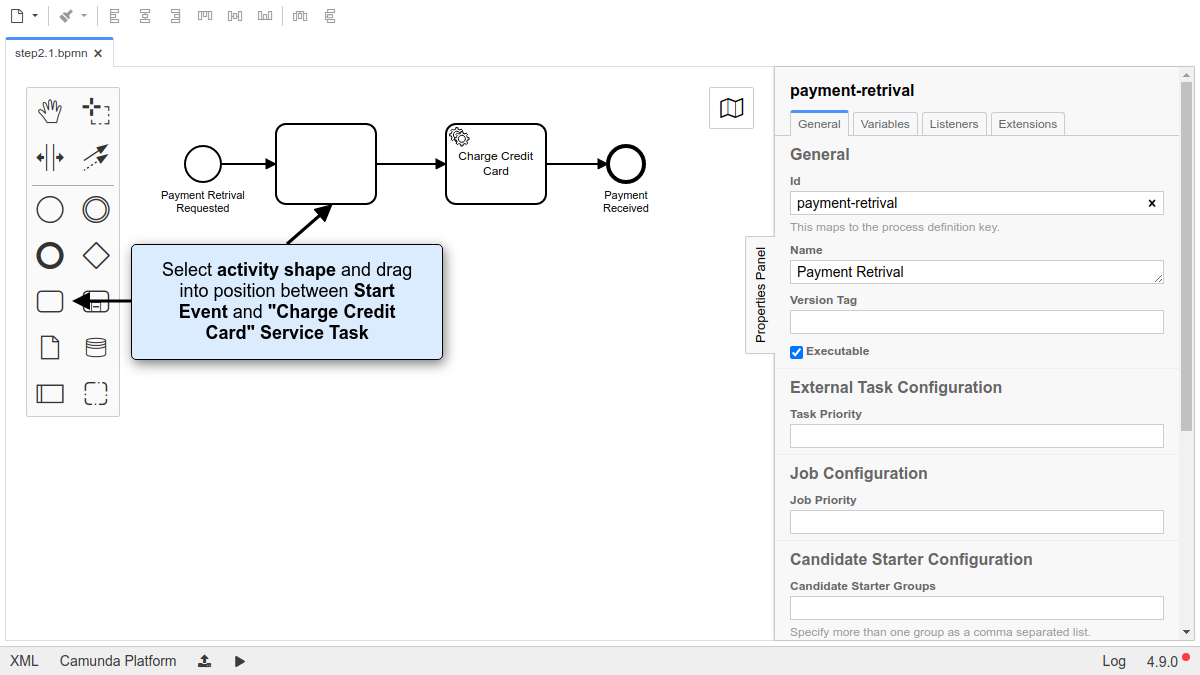 step2.1.bpmn
Payment Retrival
Requested
Charge Credit
Card
Payment
Received
Select activity shape and drag
into position between Start
Event and "Charge Credit
Card" Service Task
Properties Panel
payment-retrival
General Variables Listeners Extensions
General
Id
payment-retrival
This maps to the process definition key.
Name
Payment Retrival
Version Tag
Executable
External Task Configuration
Task Priority
Job Configuration
Job Priority
Candidate Starter Configuration
Candidate Starter Groups
Specify more than one group as a comma separated list.
XML Camunda Platform Log 4.9.0